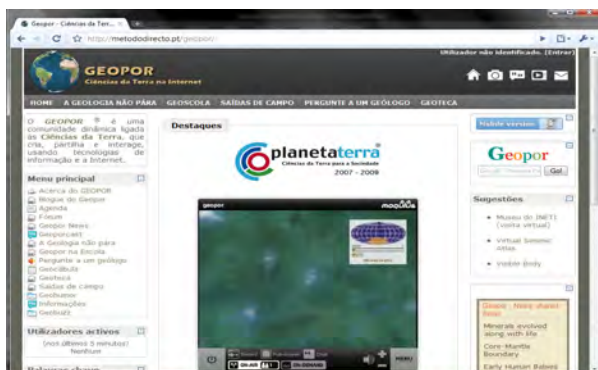 Geopor - Ciências da Terr...
http://metododirecto.pt/geopor/
Utilizador não identificado. (Entrar)
GEOPOR
Ciências da Terra na Internet
HOME A GEOLOGIA NÃO PÁRA GEOSCOLA SAÍDAS DE CAMPO PERGUNTE A UM GEÓLOGO GEOTECA
O GEOPOR ® é uma
comunidade dinâmica ligada
às Ciências da Terra, que
cria, partilha e interage,
usando tecnologias de
informação e a Internet.
Menu principal
Acerca do GEOPOR
Blogue do Geopor
Agenda
Fórum
Geopor News
Geoporcast
A Geologia não pára
Geopor na Escola
Pergunte a um geólogo
Geoteca
Saídas de campo
Geohumor
Informações
Utilizadores activos
(nos últimos 5 minutos)
Nenhum
Destaques
planetaterra
Ciências da Terra para a Sociedade
2007 - 2009
geopor
mogulus
ON-AIR
ON-DEMAND
MENU
Mobile version
Geopor
Go!
Sugestões
Museu do INETI
(visita virtual)
Virtual Seismic
Atlas
Visible Body
Minerals evolved
along with life
Core-Mantle
Boundary
Early Human Babies